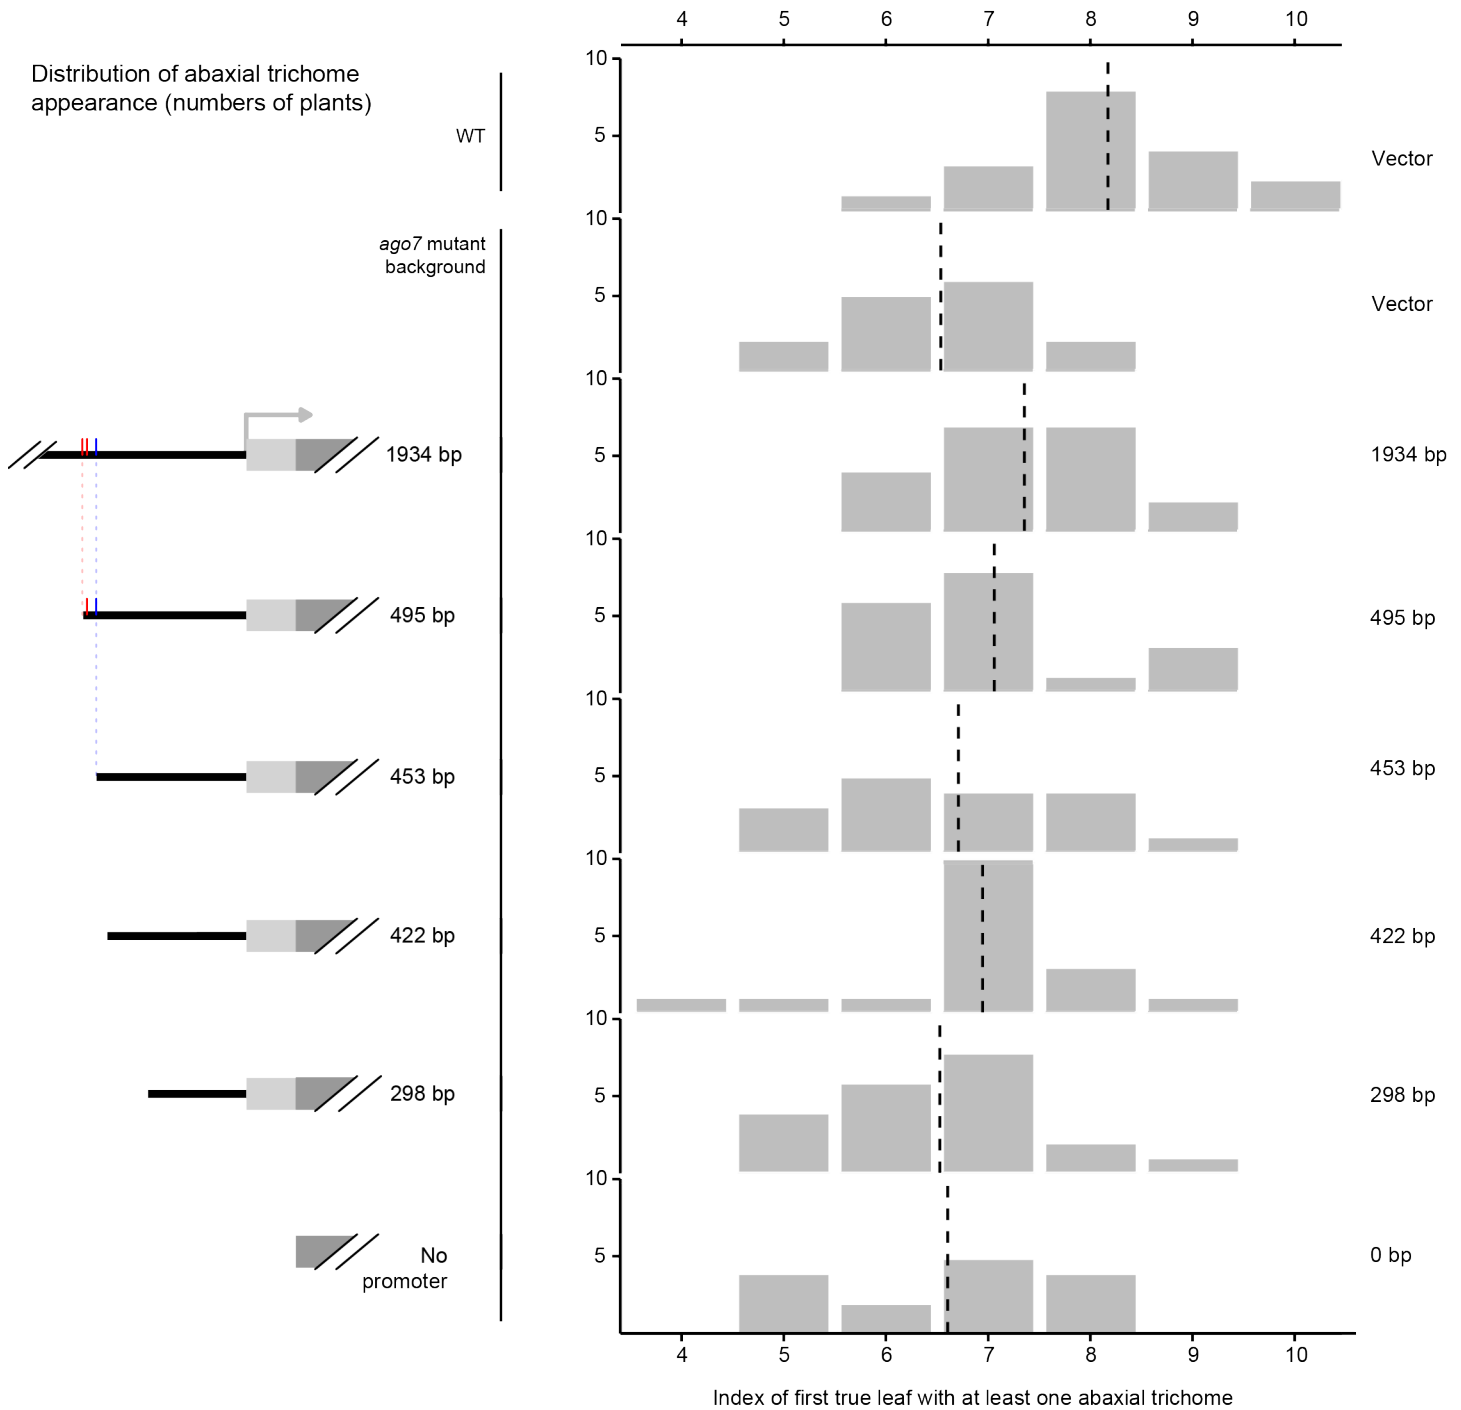 4 5 6 7 8 9 10
Distribution of abaxial trichome
appearance (numbers of plants)
10
5
WT
Vector
10
5
ago7 mutant
background
Vector
10
5
1934 bp
1934 bp
10
5
495 bp
495 bp
10
5
453 bp
453 bp
10
5
422 bp
422 bp
10
5
298 bp
298 bp
10
5
No
promoter
0 bp
4 5 6 7 8 9 10
Index of first true leaf with at least one abaxial trichome